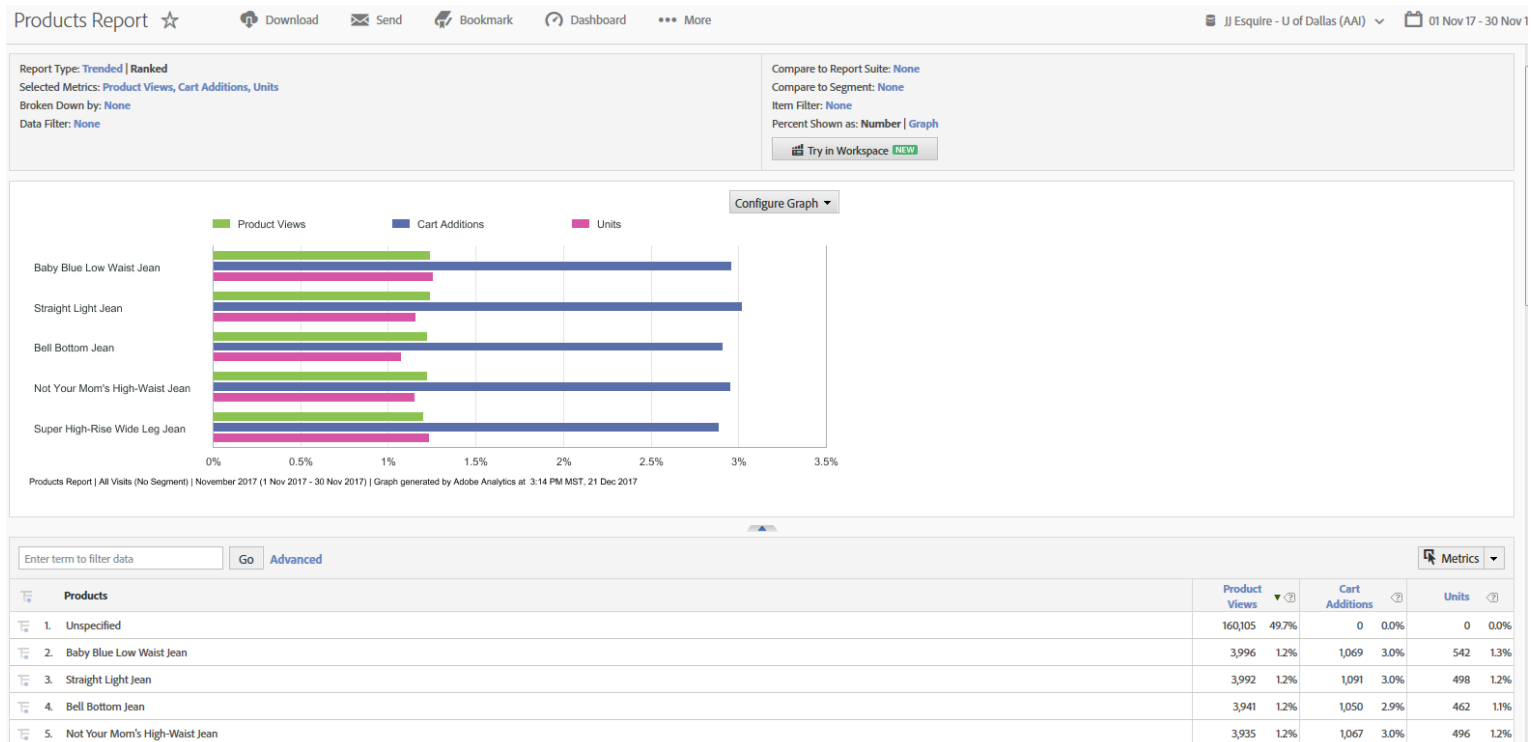 Products Report Download Send Bookmark Dashboard More JJ Esquire - U of Dallas (AAI) 01 Nov 17 - 30 Nov 1
Report Type: Trended | Ranked
Selected Metrics: Product Views, Cart Additions, Units
Broken Down by: None
Data Filter: None
Compare to Report Suite: None
Compare to Segment: None
Item Filter: None
Percent Shown as: Number | Graph
Try in Workspace NEW
Configure Graph
Product Views Cart Additions Units
Baby Blue Low Waist Jean
Straight Light Jean
Bell Bottom Jean
Not Your Mom's High-Waist Jean
Super High-Rise Wide Leg Jean
0% 0.5% 1% 1.5% 2% 2.5% 3% 3.5%
Products Report | All Visits (No Segment) | November 2017 (1 Nov 2017 - 30 Nov 2017) | Graph generated by Adobe Analytics at 3:14 PM MST, 21 Dec 2017
Enter term to filter data Go Advanced Metrics
Products Product Views Cart Additions Units
1. Unspecified 160,105 49.7% 0 0.0% 0 0.0%
2. Baby Blue Low Waist Jean 3,996 1.2% 1,069 3.0% 542 1.3%
3. Straight Light Jean 3,992 1.2% 1,091 3.0% 498 1.2%
4. Bell Bottom Jean 3,941 1.2% 1,050 2.9% 462 1.1%
5. Not Your Mom's High-Waist Jean 3,935 1.2% 1,067 3.0% 496 1.2%